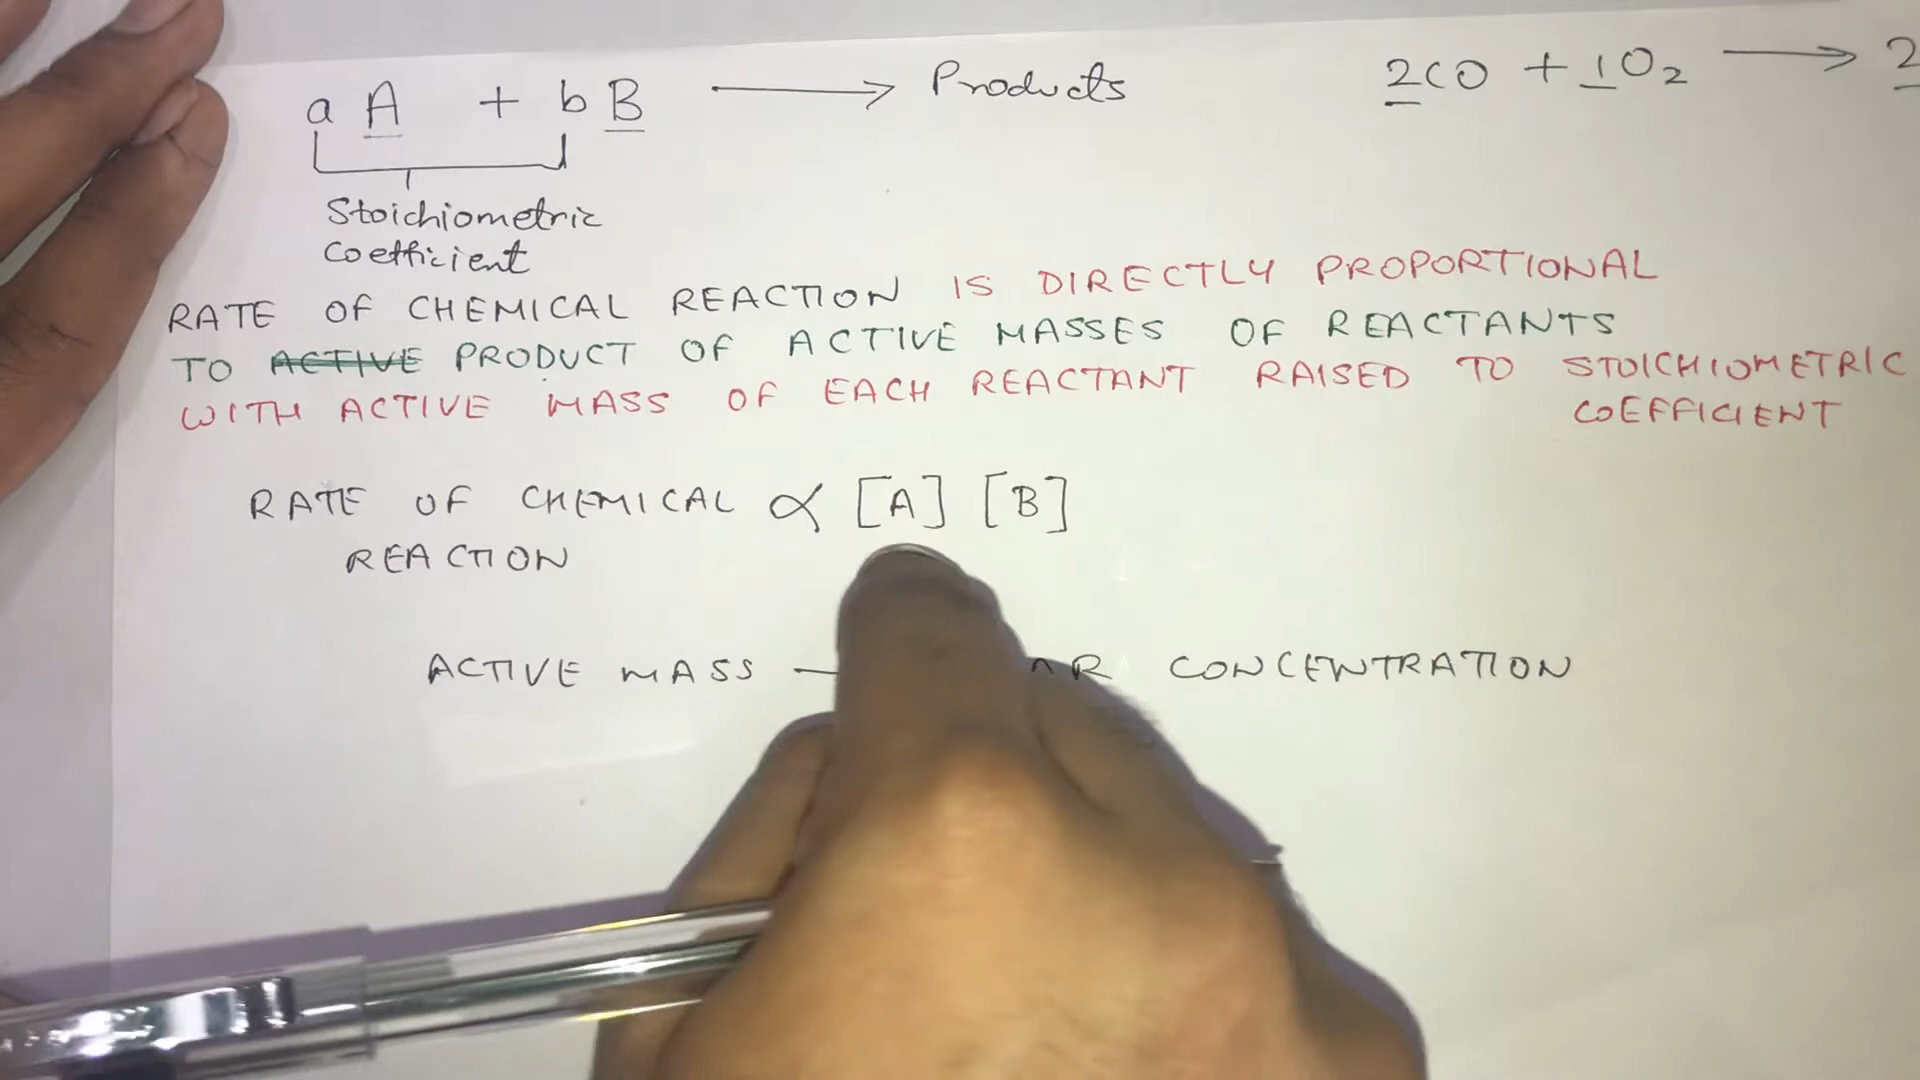 a A + b B ⟶ Products
2CO + 1O₂ ⟶ 2
Stoichiometric
Coefficient
RATE OF CHEMICAL REACTION IS DIRECTLY PROPORTIONAL
TO ACTIVE PRODUCT OF ACTIVE MASSES OF REACTANTS
WITH ACTIVE MASS OF EACH REACTANT RAISED TO STOICHIOMETRIC
COEFFICIENT
RATE OF CHEMICAL ∝ [A] [B]
REACTION
ACTIVE MASS — CONCENTRATION